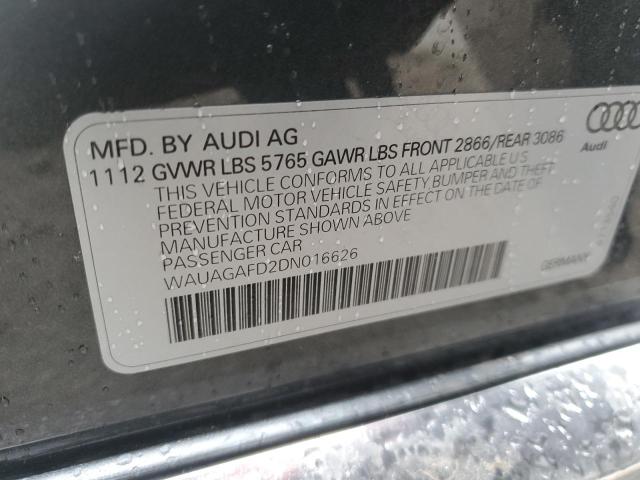 MFD. BY AUDI AG
1112 GVWR LBS 5765 GAWR LBS FRONT 2866/REAR 3086
THIS VEHICLE CONFORMS TO ALL APPLICABLE US
FEDERAL MOTOR VEHICLE SAFETY,BUMPER AND THEFT
PREVENTION STANDARDS IN EFFECT ON THE DATE OF
MANUFACTURE SHOWN ABOVE
PASSENGER CAR
WAUAGAFD2DN016626
Audi
GERMANY